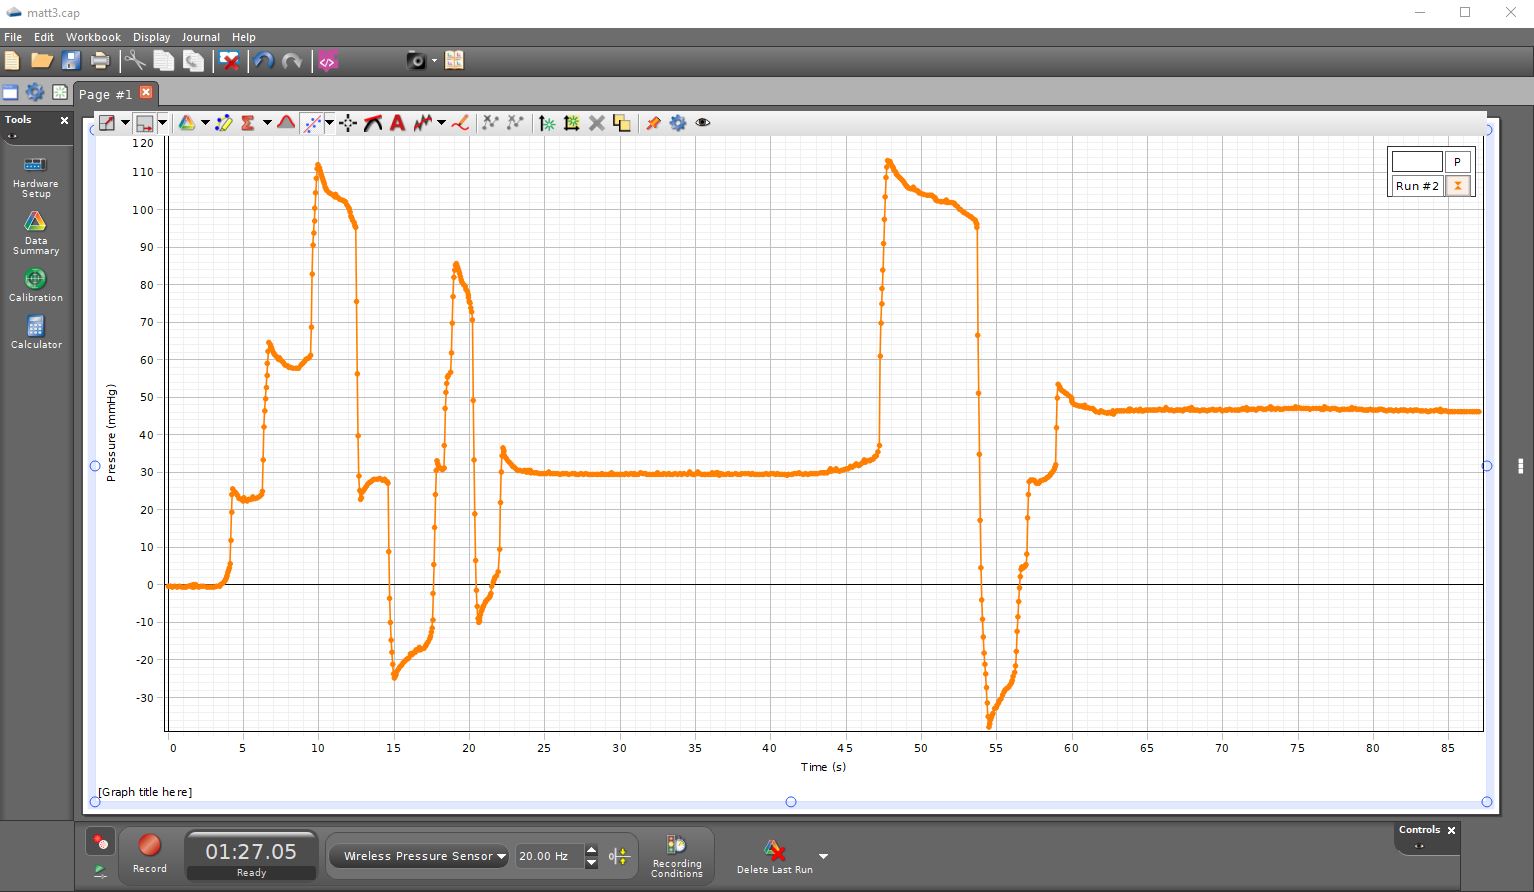 matt3.cap
File Edit Workbook Display Journal Help
Page #1
Tools
Hardware
Setup
Data
Summary
Calibration
Calculator
P
Run #2
120
110
100
90
80
70
60
50
40
30
20
10
0
-10
-20
-30
Pressure (mmHg)
0 5 10 15 20 25 30 35 40 45 50 55 60 65 70 75 80 85
Time (s)
[Graph title here]
Controls
Record
01:27.05
Ready
Wireless Pressure Sensor
20.00 Hz
Recording
Conditions
Delete Last Run